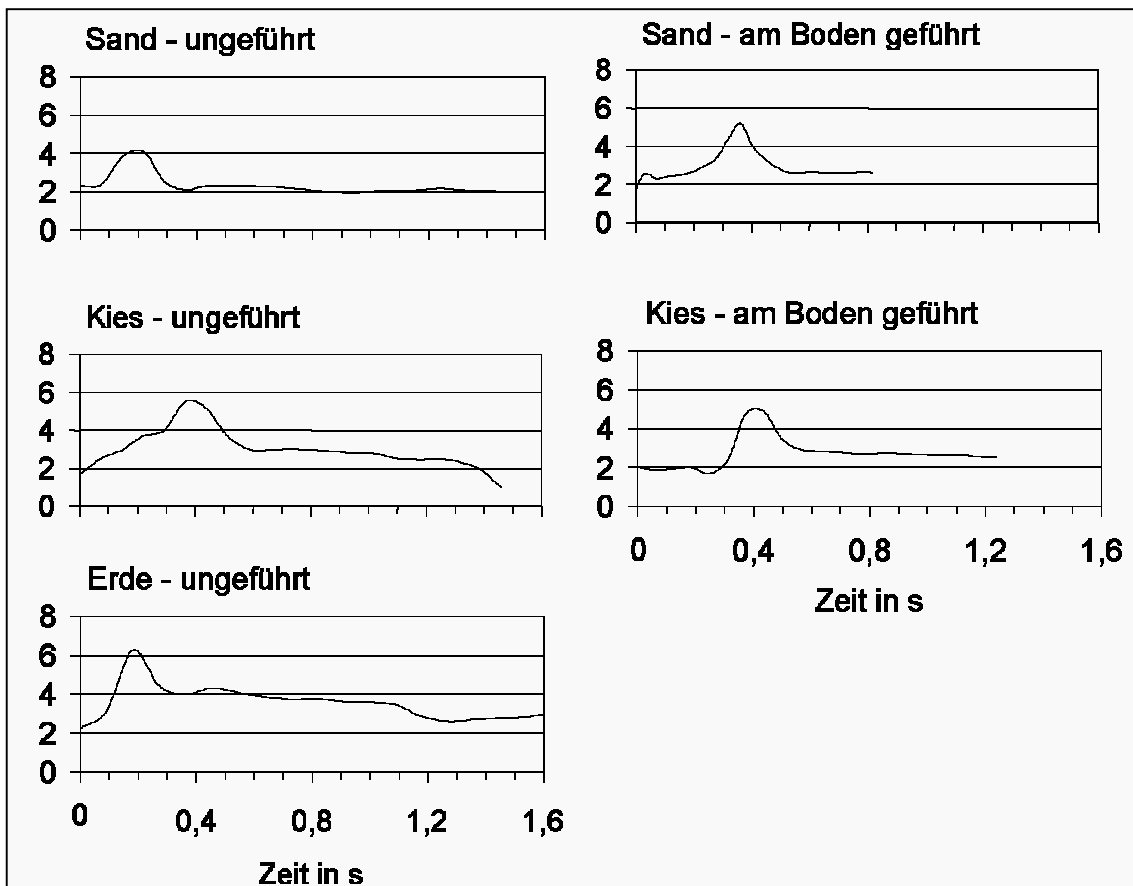 Sand - ungeführt
8
6
4
2
0
Kies - ungeführt
8
6
4
2
0
Erde - ungeführt
8
6
4
2
0
0 0,4 0,8 1,2 1,6
Zeit in s
Sand - am Boden geführt
8
6
4
2
0
Kies - am Boden geführt
8
6
4
2
0
0 0,4 0,8 1,2 1,6
Zeit in s